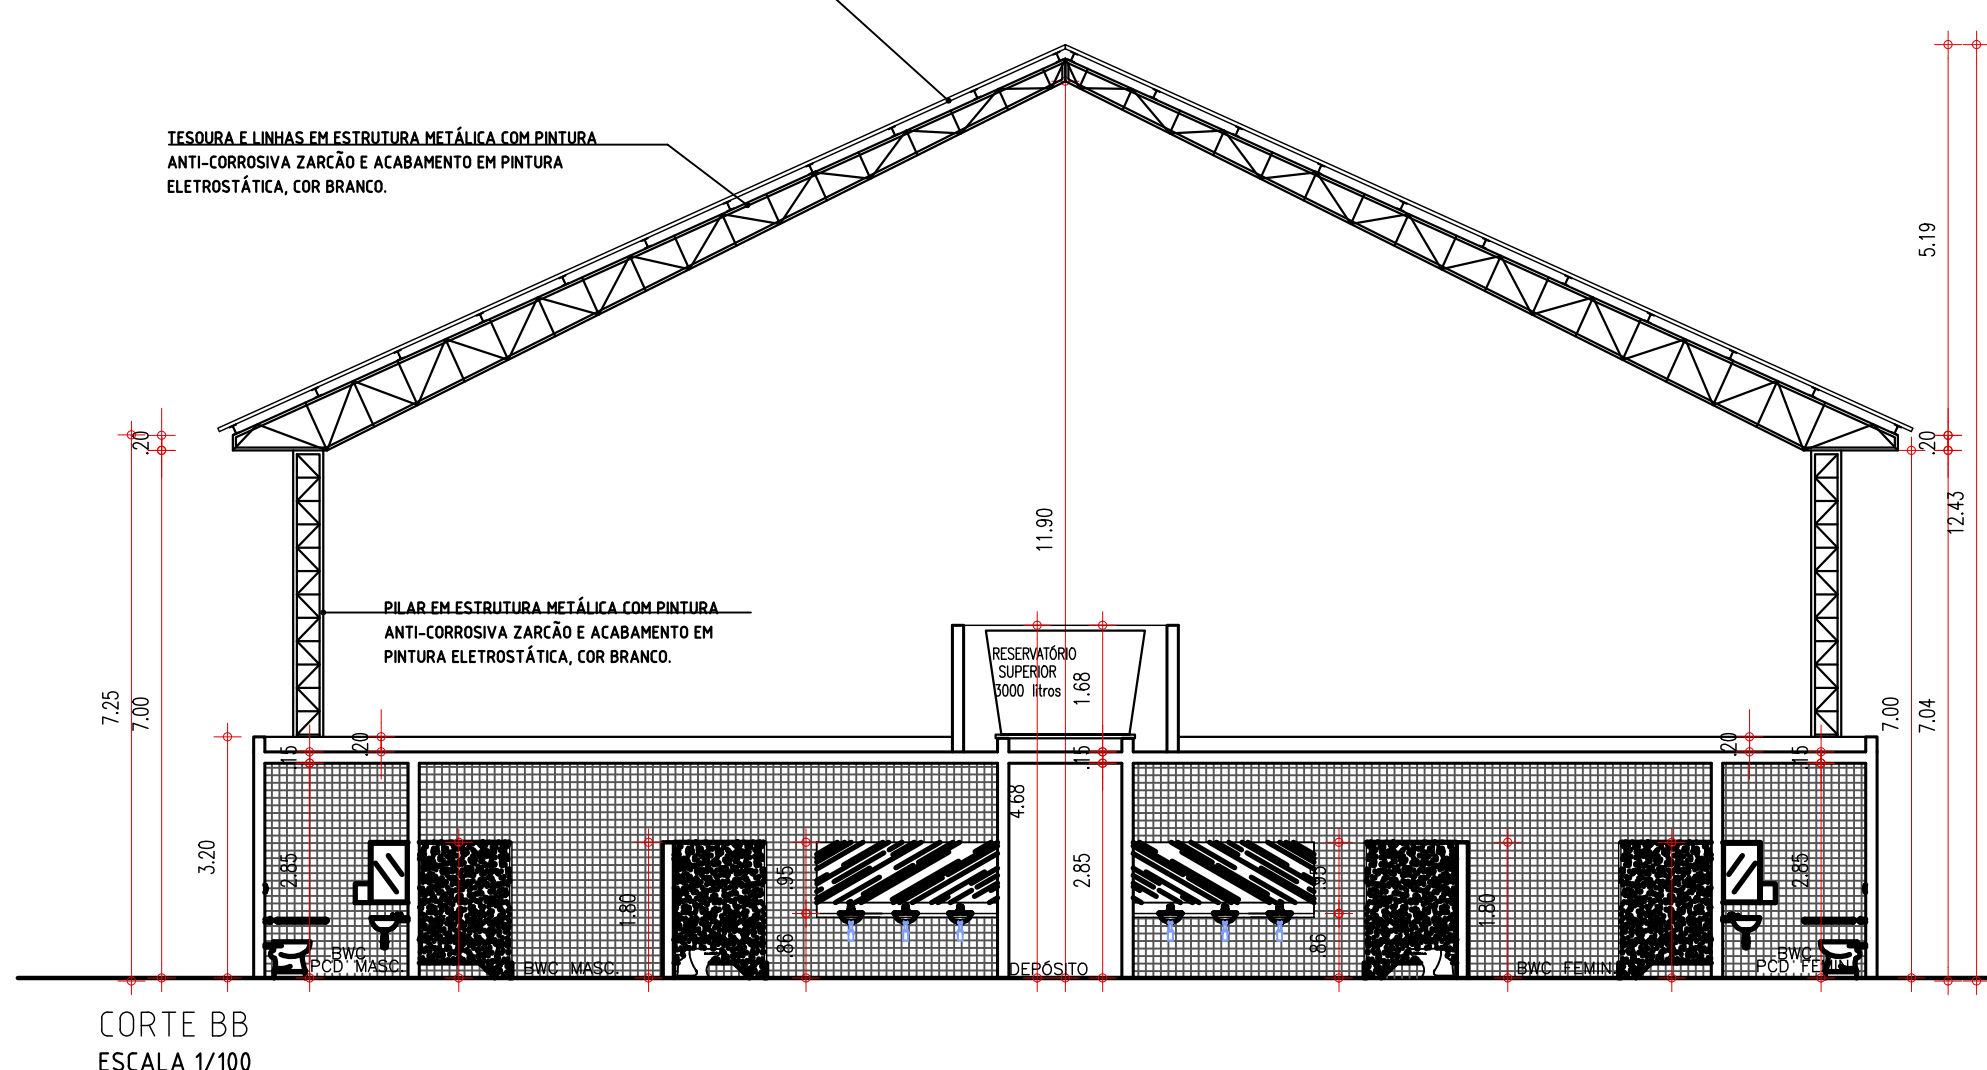 TESOURA E LINHAS EM ESTRUTURA METÁLICA COM PINTURA
ANTI-CORROSIVA ZARCÃO E ACABAMENTO EM PINTURA
ELETROSTÁTICA, COR BRANCO.
5.19
.20
.20
12.43
11.90
PILAR EM ESTRUTURA METÁLICA COM PINTURA
ANTI-CORROSIVA ZARCÃO E ACABAMENTO EM
PINTURA ELETROSTÁTICA, COR BRANCO.
RESERVATÓRIO
SUPERIOR
3000 litros
1.68
7.25
7.00
7.00
7.04
.15
.20
.15
.20
.15
4.68
3.20
2.85
1.80
.95
.86
2.85
.95
.86
1.80
2.85
BWC
PCD MASC.
BWC MASC.
DEPÓSITO
BWC FEMIN.
BWC
PCD FEMIN.
CORTE BB
ESCALA 1/100